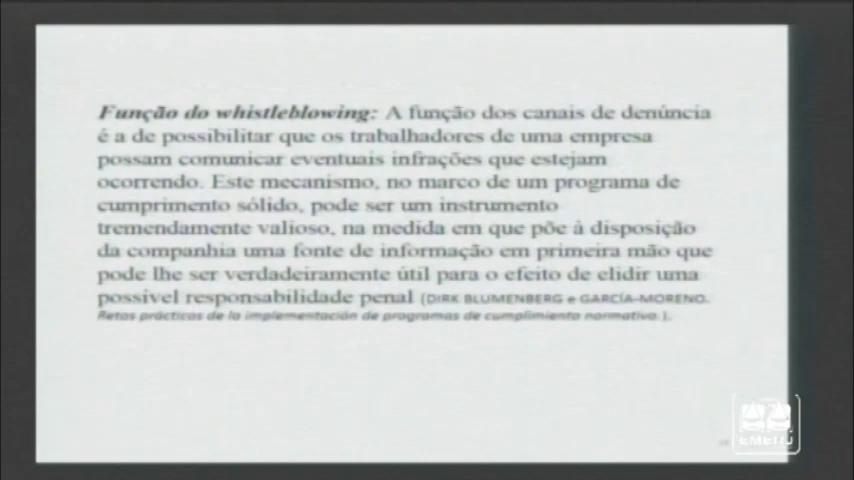 Função do whistleblowing: A função dos canais de denúncia
é a de possibilitar que os trabalhadores de uma empresa
possam comunicar eventuais infrações que estejam
ocorrendo. Este mecanismo, no marco de um programa de
cumprimento sólido, pode ser um instrumento
tremendamente valioso, na medida em que põe à disposição
da companhia uma fonte de informação em primeira mão que
pode lhe ser verdadeiramente útil para o efeito de elidir uma
possível responsabilidade penal (DIRK BLUMENBERG e GARCÍA-MORENO.
Retos prácticos de la implementación de programas de cumplimiento normativo.).
EMERJ